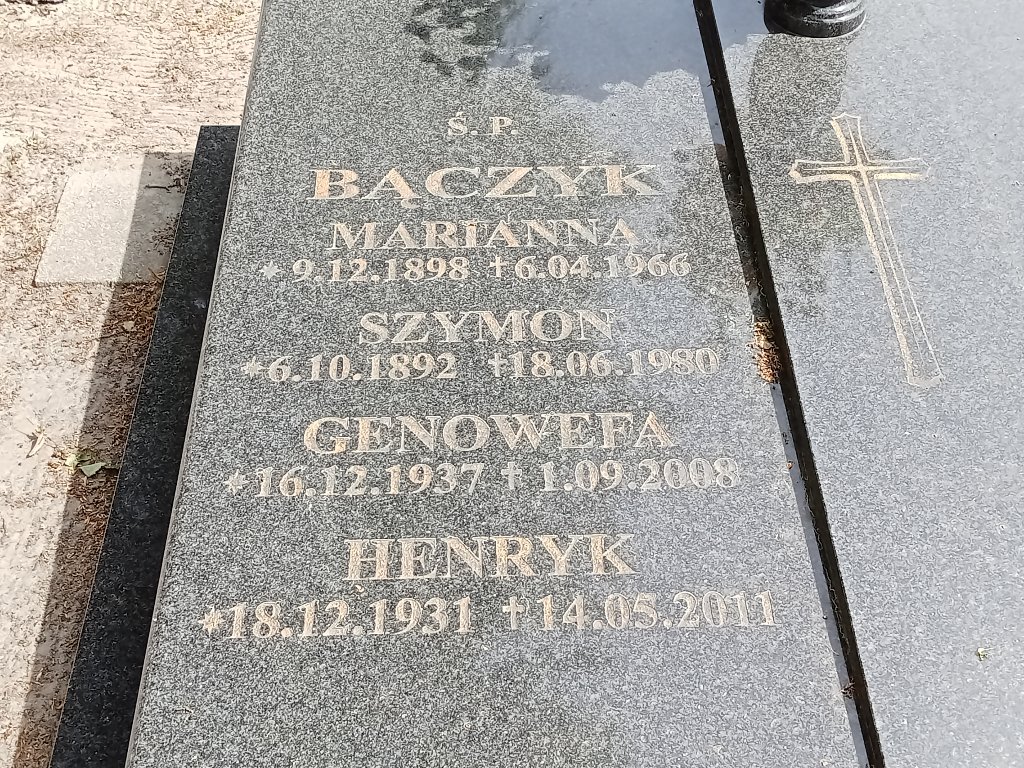 Ś. P.
BĄCZYK
MARIANNA
* 9.12.1898 †6.04.1966
SZYMON
*6.10.1892 †18.06.1980
GENOWEFA
*16.12.1937 † 1.09.2008
HENRYK
*18.12.1931 † 14.05.2011